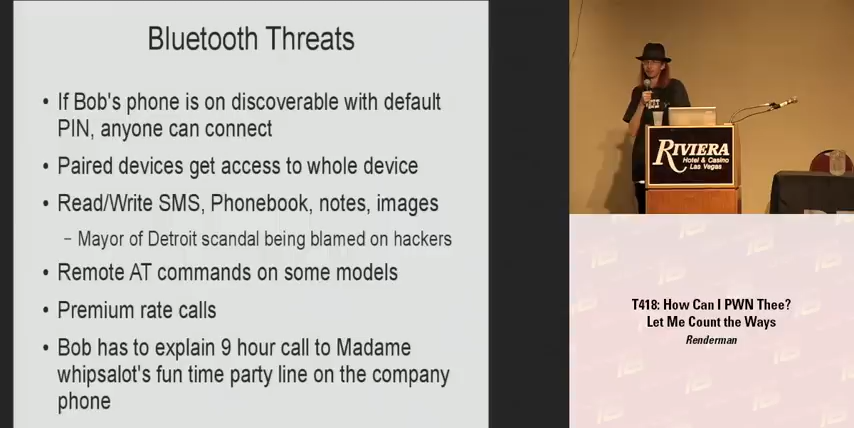 Bluetooth Threats
• If Bob's phone is on discoverable with default
PIN, anyone can connect
• Paired devices get access to whole device
• Read/Write SMS, Phonebook, notes, images
– Mayor of Detroit scandal being blamed on hackers
• Remote AT commands on some models
• Premium rate calls
• Bob has to explain 9 hour call to Madame
whipsalot's fun time party line on the company
phone
RIVIERA
Hotel & Casino
Las Vegas
T418: How Can I PWN Thee?
Let Me Count the Ways
Renderman